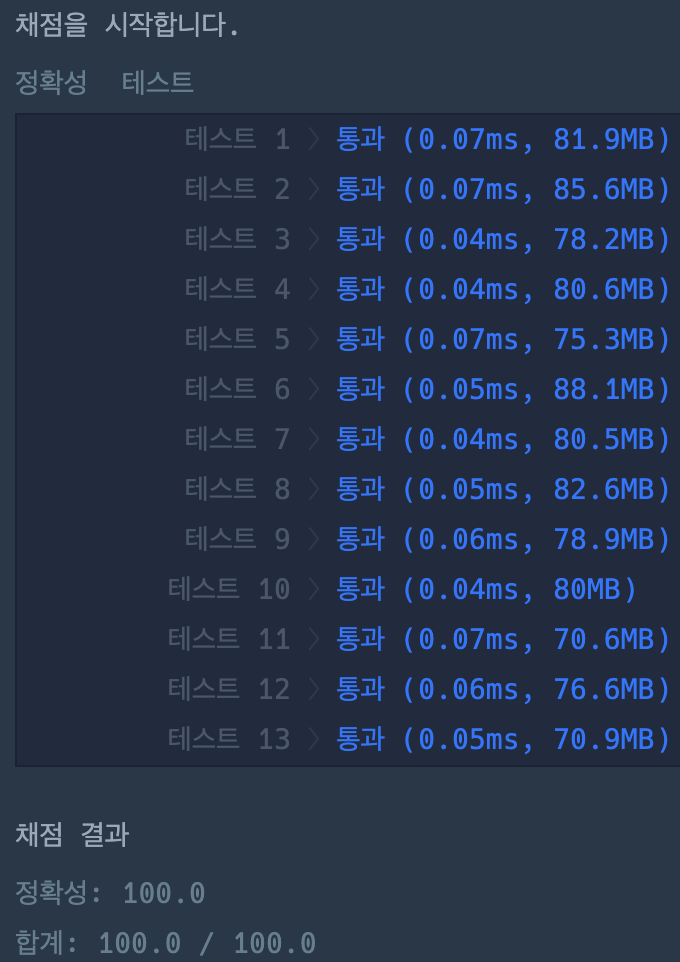 채점을 시작합니다.
정확성 테스트
테스트 1 〉 통과 (0.07ms, 81.9MB)
테스트 2 〉 통과 (0.07ms, 85.6MB)
테스트 3 〉 통과 (0.04ms, 78.2MB)
테스트 4 〉 통과 (0.04ms, 80.6MB)
테스트 5 〉 통과 (0.07ms, 75.3MB)
테스트 6 〉 통과 (0.05ms, 88.1MB)
테스트 7 〉 통과 (0.04ms, 80.5MB)
테스트 8 〉 통과 (0.05ms, 82.6MB)
테스트 9 〉 통과 (0.06ms, 78.9MB)
테스트 10 〉 통과 (0.04ms, 80MB)
테스트 11 〉 통과 (0.07ms, 70.6MB)
테스트 12 〉 통과 (0.06ms, 76.6MB)
테스트 13 〉 통과 (0.05ms, 70.9MB)
채점 결과
정확성: 100.0
합계: 100.0 / 100.0